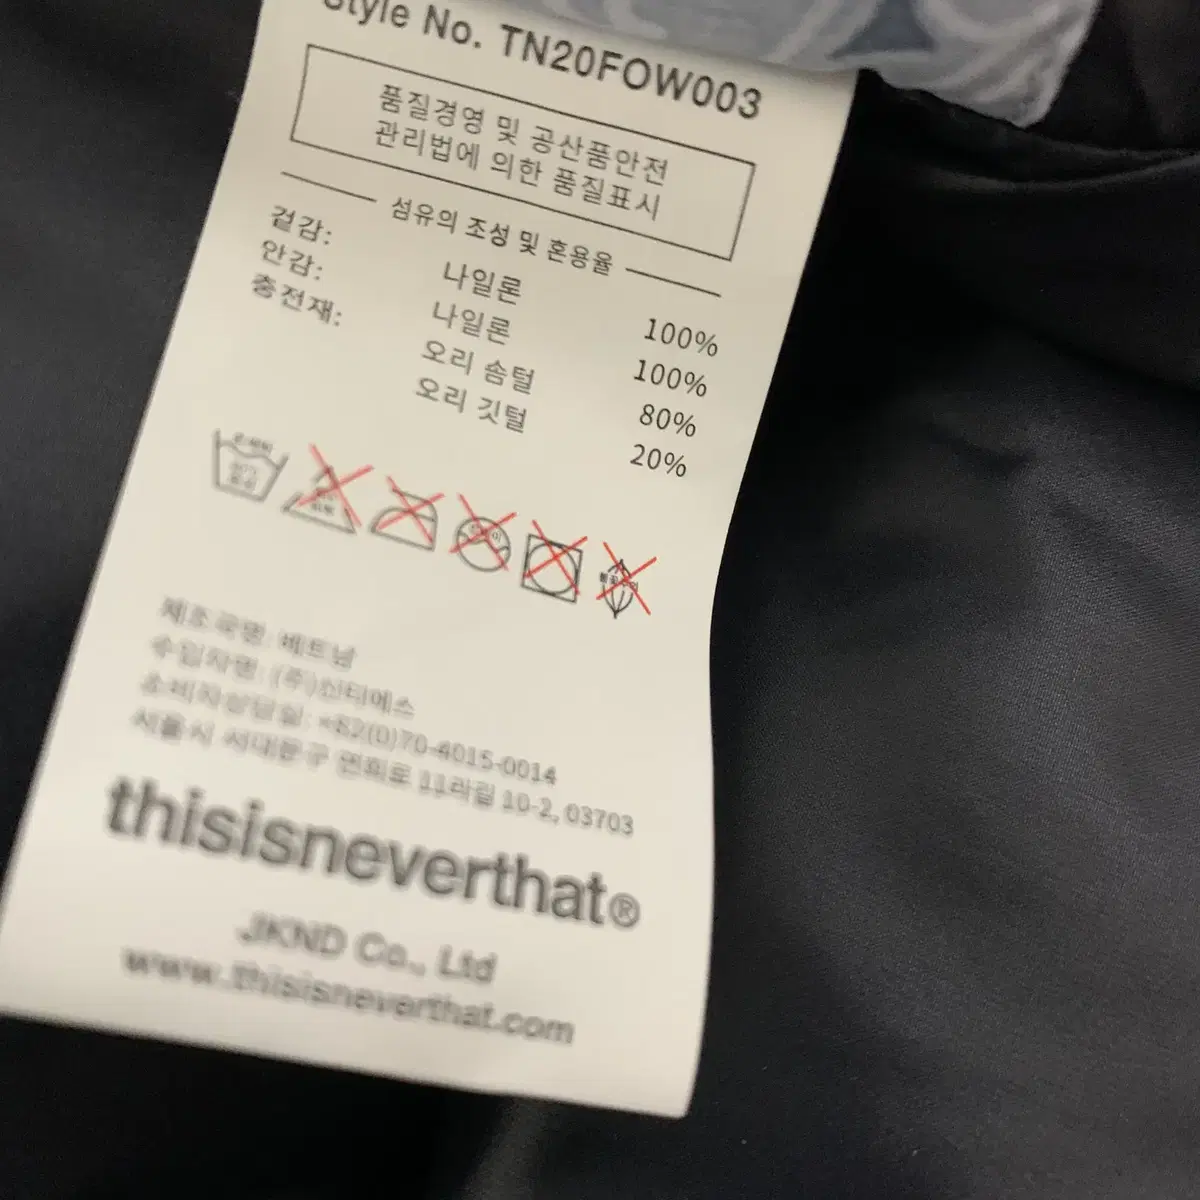 Style No. TN20FOW003
품질경영 및 공산품안전
관리법에 의한 품질표시
섬유의 조성 및 혼용율
겉감: 나일론 100%
안감: 나일론 100%
충전재: 오리 솜털 80%
오리 깃털 20%
제조국명: 베트남
수입자명: (주)신티에스
소비자상담실: +82(0)70-4015-0014
서울시 서대문구 연희로 11라길 10-2, 03703
thisisneverthat®
JKND Co., Ltd
www.thisisneverthat.com